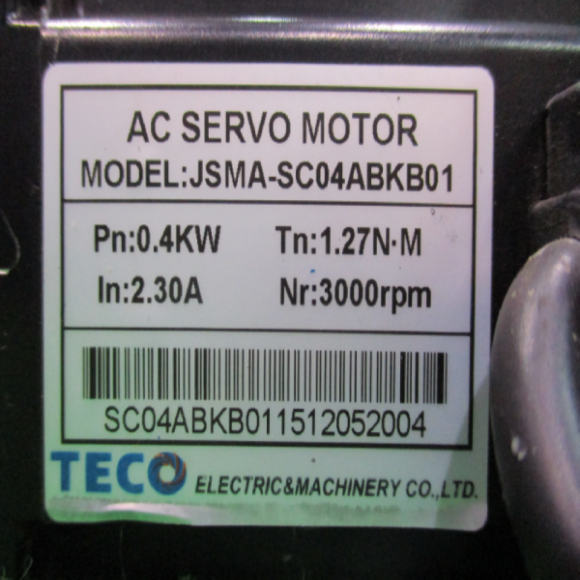 AC SERVO MOTOR
MODEL:JSMA-SC04ABKB01
Pn:0.4KW Tn:1.27N·M
In:2.30A Nr:3000rpm
SC04ABKB011512052004
TECO ELECTRIC&MACHINERY CO.,LTD.